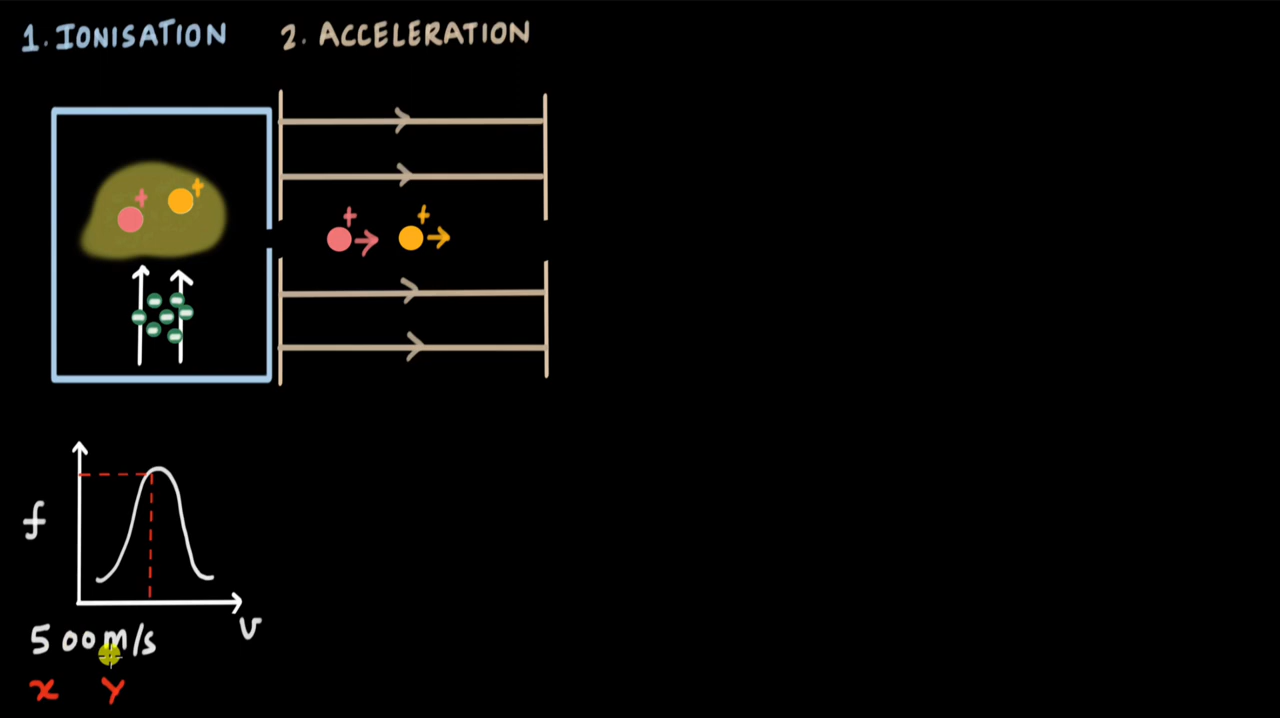 1. IONISATION 2. ACCELERATION
+ +
+ +
f
v
500m/s
x y